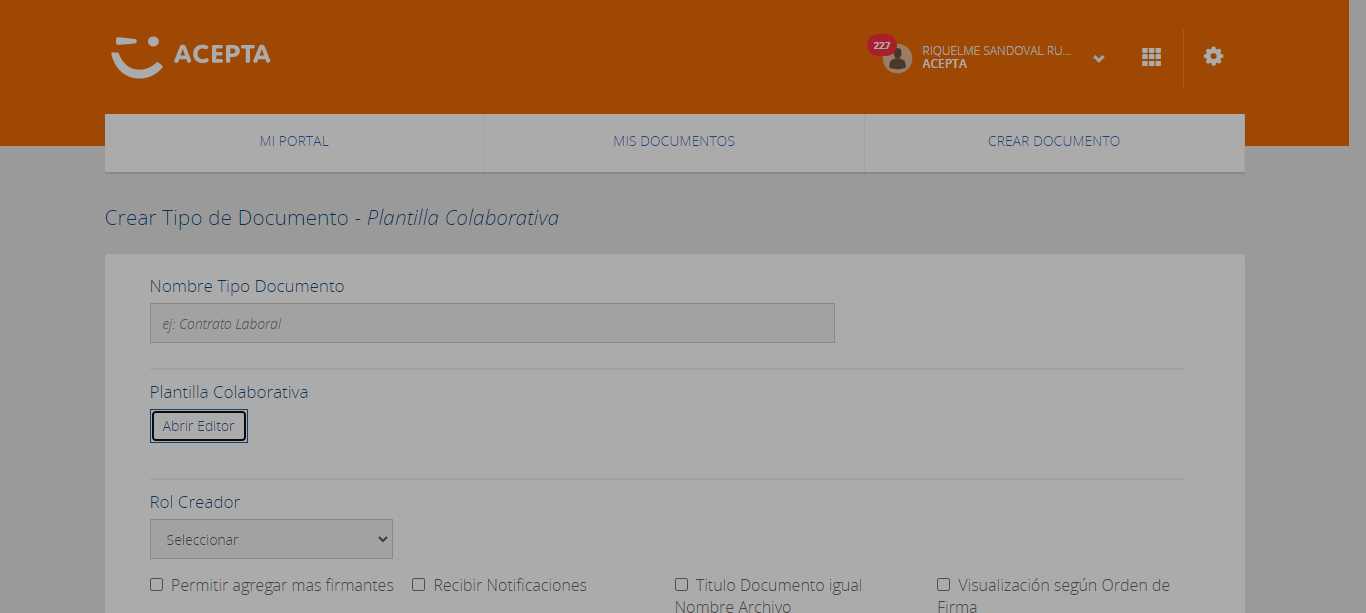 ACEPTA
227
RIQUELME SANDOVAL RU...
ACEPTA
MI PORTAL
MIS DOCUMENTOS
CREAR DOCUMENTO
Crear Tipo de Documento - Plantilla Colaborativa
Nombre Tipo Documento
ej: Contrato Laboral
Plantilla Colaborativa
Abrir Editor
Rol Creador
Seleccionar
Permitir agregar mas firmantes
Recibir Notificaciones
Titulo Documento igual
Nombre Archivo
Visualización según Orden de
Firma